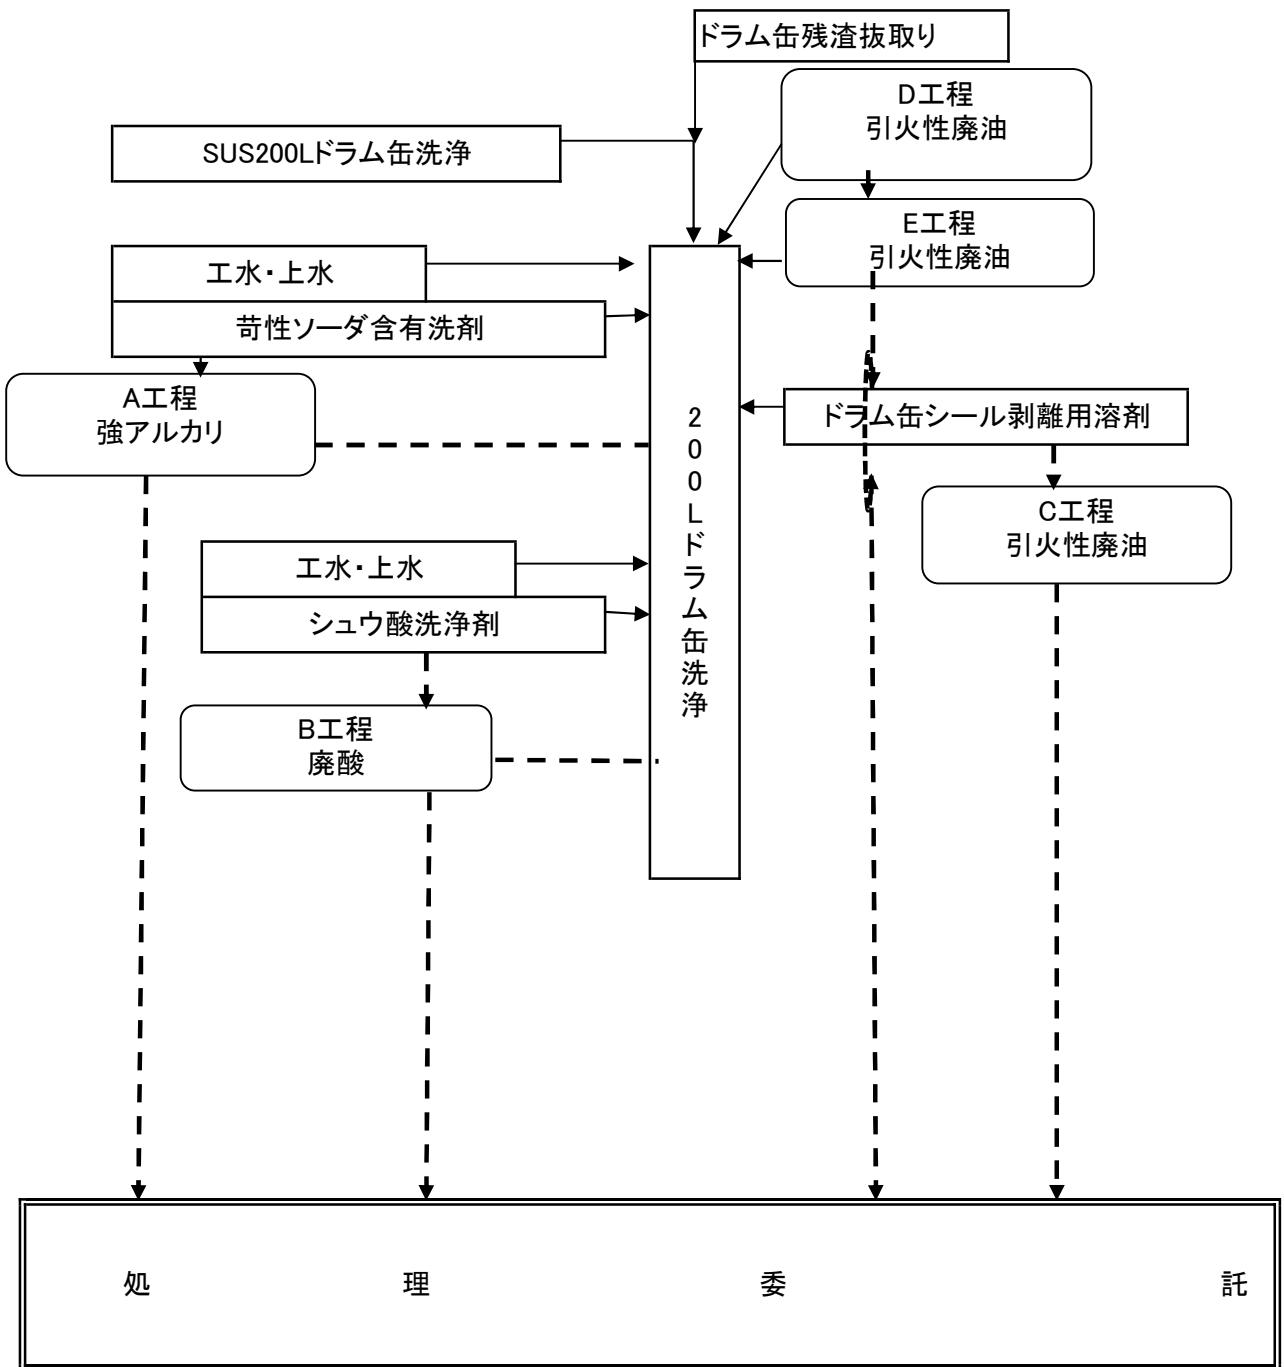 ドラム缶残渣抜取り
D工程
引火性廃油
SUS200Lドラム缶洗浄
E工程
引火性廃油
工水・上水
苛性ソーダ含有洗剤
A工程
強アルカリ
ドラム缶シール剥離用溶剤
200Lドラム缶洗浄
C工程
引火性廃油
工水・上水
シュウ酸洗浄剤
B工程
廃酸
処理委託